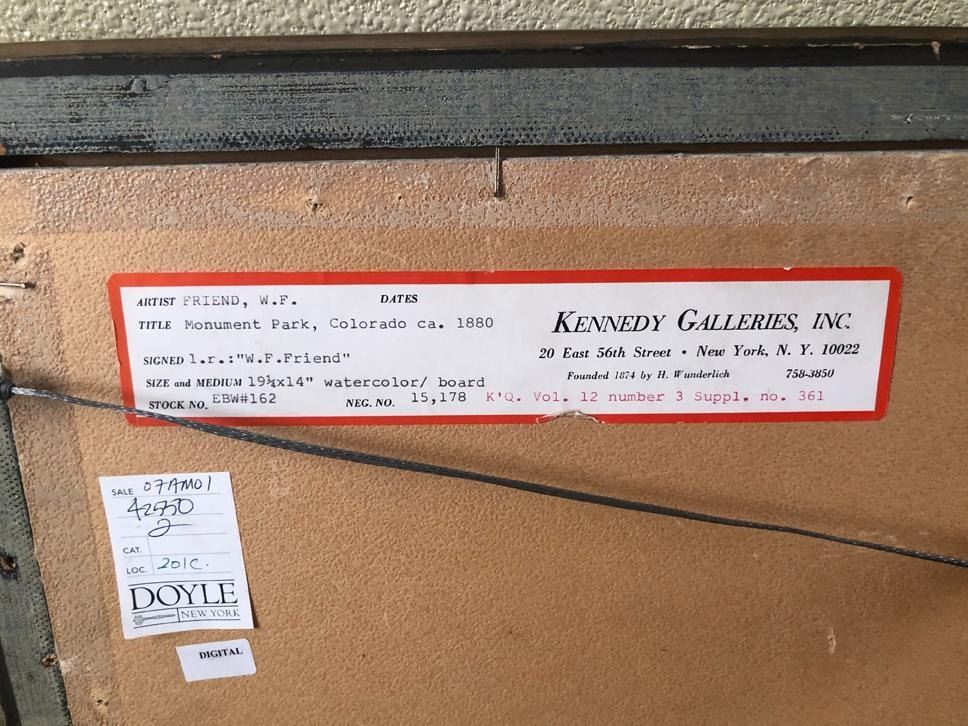 ARTIST FRIEND, W.F. DATES
TITLE Monument Park, Colorado ca. 1880
SIGNED l.r.:"W.F.Friend"
SIZE and MEDIUM 19¼x14" watercolor/ board
STOCK NO. EBW#162 NEG. NO. 15,178 K'Q. Vol. 12 number 3 Suppl. no. 361
KENNEDY GALLERIES, INC.
20 East 56th Street • New York, N. Y. 10022
Founded 1874 by H. Wunderlich 758-3850
SALE 07AM01
2
CAT.
LOC. 201C.
DOYLE
NEW YORK
DIGITAL